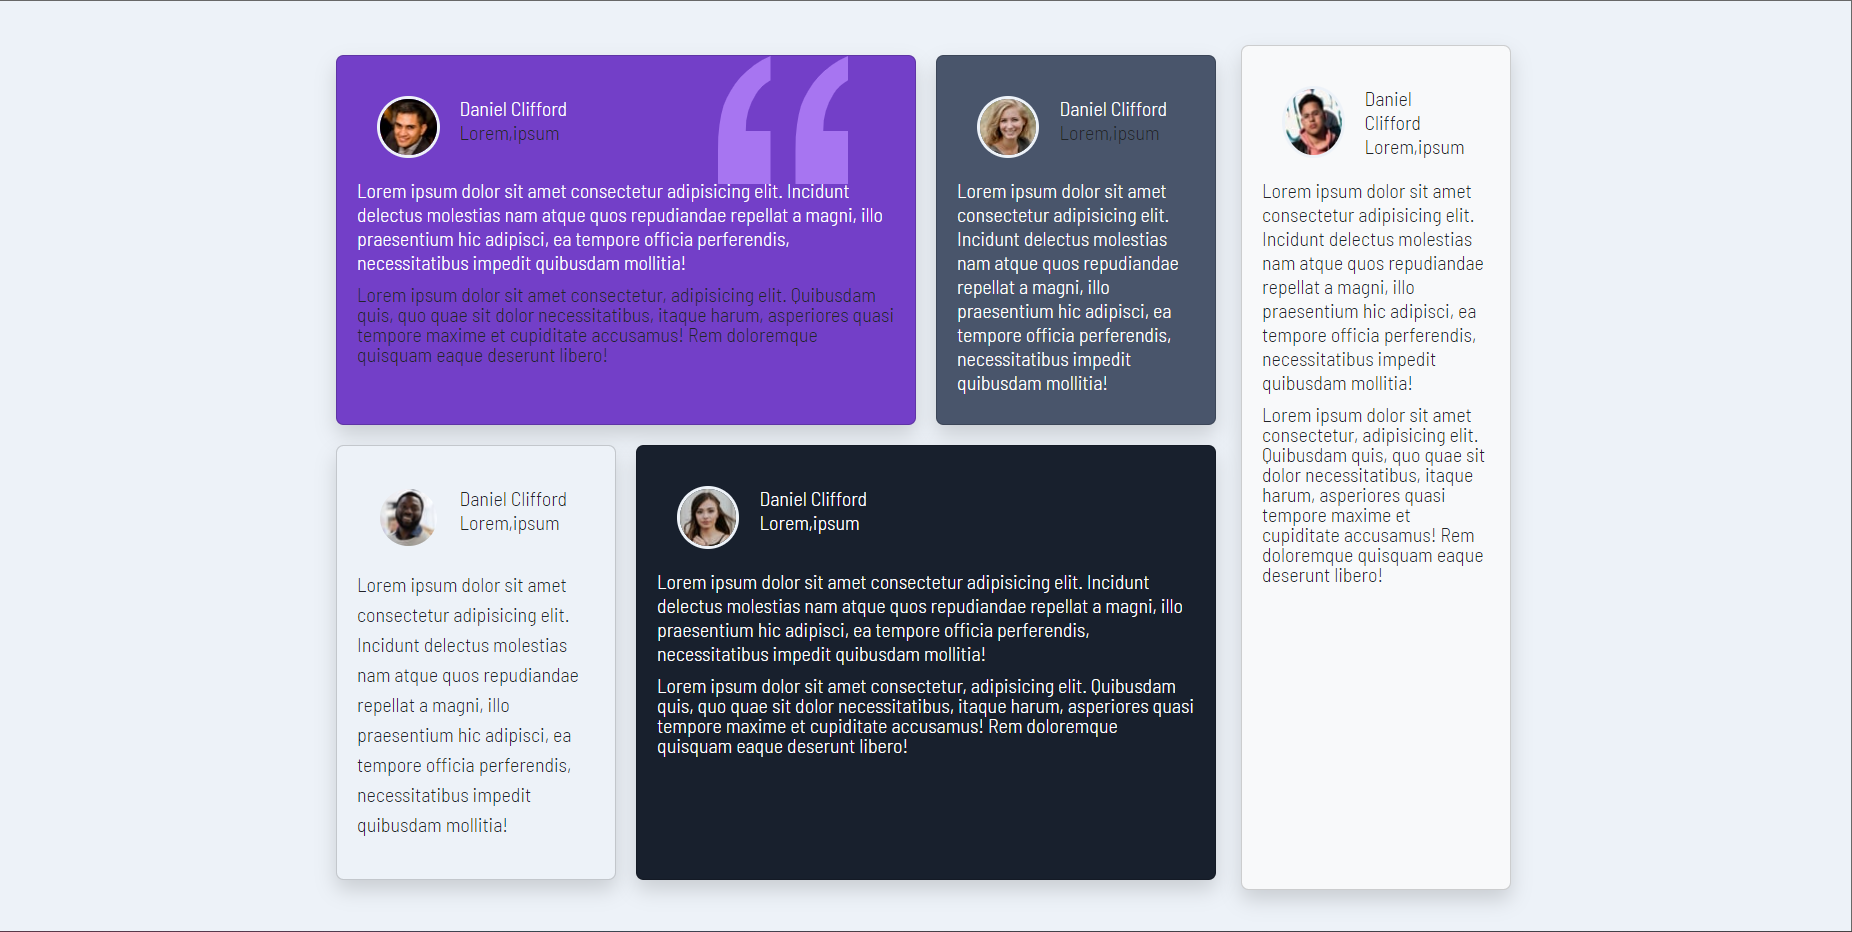 “
Daniel Clifford
Lorem,ipsum
Lorem ipsum dolor sit amet consectetur adipisicing elit. Incidunt
delectus molestias nam atque quos repudiandae repellat a magni, illo
praesentium hic adipisci, ea tempore officia perferendis,
necessitatibus impedit quibusdam mollitia!
Lorem ipsum dolor sit amet consectetur, adipisicing elit. Quibusdam
quis, quo quae sit dolor necessitatibus, itaque harum, asperiores quasi
tempore maxime et cupiditate accusamus! Rem doloremque
quisquam eaque deserunt libero!
Daniel Clifford
Lorem,ipsum
Lorem ipsum dolor sit amet
consectetur adipisicing elit.
Incidunt delectus molestias
nam atque quos repudiandae
repellat a magni, illo
praesentium hic adipisci, ea
tempore officia perferendis,
necessitatibus impedit
quibusdam mollitia!
Daniel
Clifford
Lorem,ipsum
Lorem ipsum dolor sit amet
consectetur adipisicing elit.
Incidunt delectus molestias
nam atque quos repudiandae
repellat a magni, illo
praesentium hic adipisci, ea
tempore officia perferendis,
necessitatibus impedit
quibusdam mollitia!
Lorem ipsum dolor sit amet
consectetur, adipisicing elit.
Quibusdam quis, quo quae sit
dolor necessitatibus, itaque
harum, asperiores quasi
tempore maxime et
cupiditate accusamus! Rem
doloremque quisquam eaque
deserunt libero!
Daniel Clifford
Lorem,ipsum
Lorem ipsum dolor sit amet
consectetur adipisicing elit.
Incidunt delectus molestias
nam atque quos repudiandae
repellat a magni, illo
praesentium hic adipisci, ea
tempore officia perferendis,
necessitatibus impedit
quibusdam mollitia!
Daniel Clifford
Lorem,ipsum
Lorem ipsum dolor sit amet consectetur adipisicing elit. Incidunt
delectus molestias nam atque quos repudiandae repellat a magni, illo
praesentium hic adipisci, ea tempore officia perferendis,
necessitatibus impedit quibusdam mollitia!
Lorem ipsum dolor sit amet consectetur, adipisicing elit. Quibusdam
quis, quo quae sit dolor necessitatibus, itaque harum, asperiores quasi
tempore maxime et cupiditate accusamus! Rem doloremque
quisquam eaque deserunt libero!